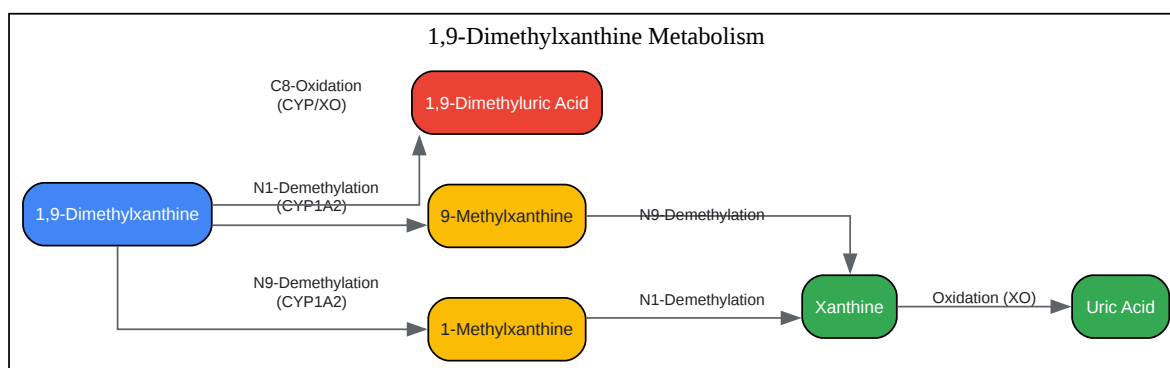 1,9-Dimethylxanthine Metabolism
C8-Oxidation
(CYP/XO)
1,9-Dimethyluric Acid
1,9-Dimethylxanthine
N1-Demethylation
(CYP1A2)
9-Methylxanthine
N9-Demethylation
N9-Demethylation
(CYP1A2)
1-Methylxanthine
N1-Demethylation
Xanthine
Oxidation (XO)
Uric Acid